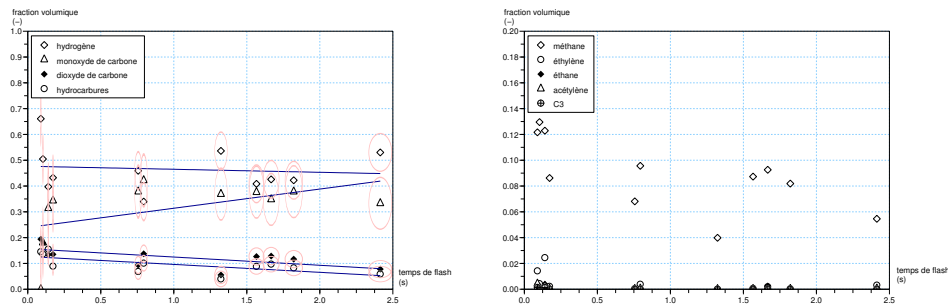 fraction volumique
(−)
1.0
0.9
0.8
0.7
0.6
0.5
0.4
0.3
0.2
0.1
0.0
0.0
0.5
1.0
1.5
2.0
2.5
temps de flash
(s)
hydrogène
monoxyde de carbone
dioxyde de carbone
hydrocarbures
fraction volumique
(−)
0.20
0.18
0.16
0.14
0.12
0.10
0.08
0.06
0.04
0.02
0.00
0.0
0.5
1.0
1.5
2.0
2.5
temps de flash
(s)
méthane
éthylène
éthane
acétylène
C3